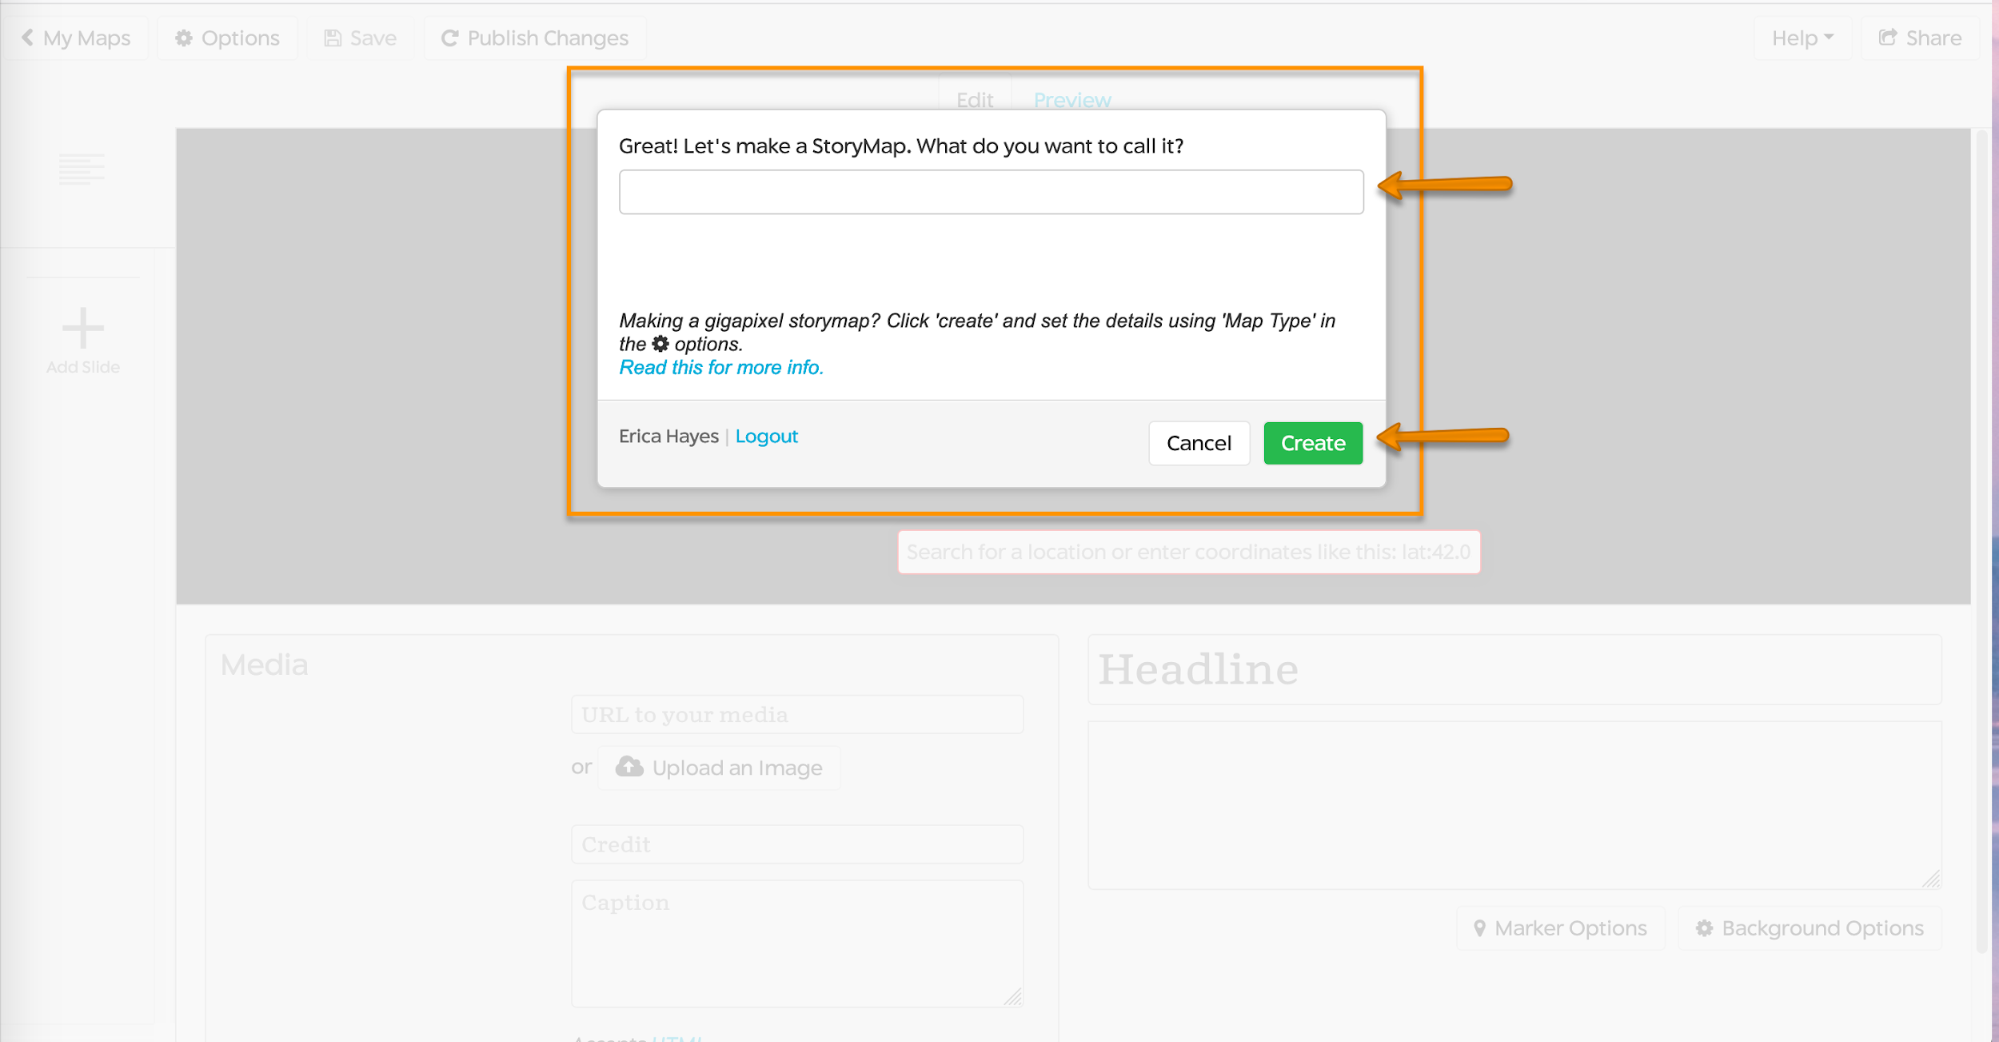 My Maps
Options
Save
Publish Changes
Help
Share
Edit
Preview
Great! Let's make a StoryMap. What do you want to call it?
Making a gigapixel storymap? Click 'create' and set the details using 'Map Type' in
the options.
Read this for more info.
Erica Hayes | Logout
Cancel
Create
Add Slide
Search for a location or enter coordinates like this: lat:42.0
Media
URL to your media
or
Upload an Image
Credit
Caption
Accepts HTML
Headline
Marker Options
Background Options